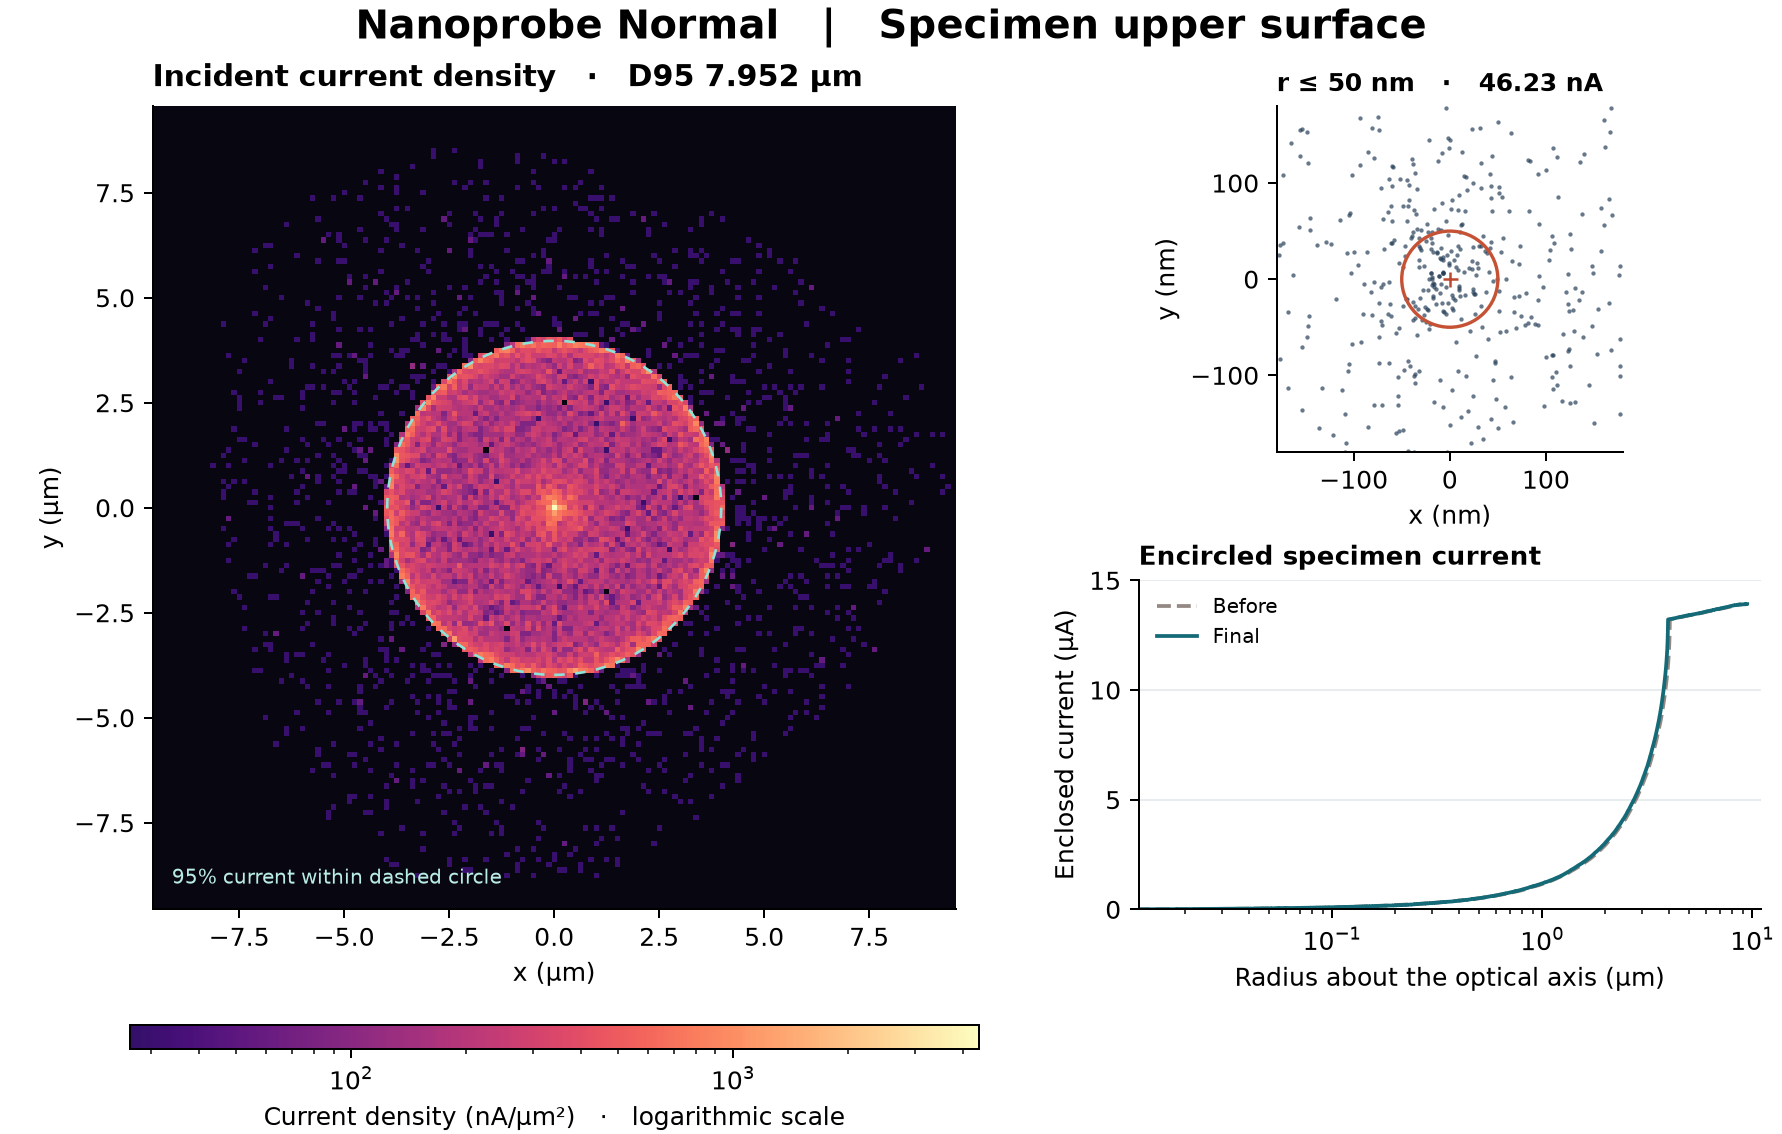 Nanoprobe Normal | Specimen upper surface
Incident current density · D95 7.952 µm
y (µm)
7.5
5.0
2.5
0.0
−2.5
−5.0
−7.5
95% current within dashed circle
−7.5 −5.0 −2.5 0.0 2.5 5.0 7.5
x (µm)
10² 10³
Current density (nA/µm²) · logarithmic scale
r ≤ 50 nm · 46.23 nA
y (nm)
100
0
−100
−100 0 100
x (nm)
Encircled specimen current
Enclosed current (µA)
15
10
5
0
Before
Final
10⁻¹ 10⁰ 10¹
Radius about the optical axis (µm)